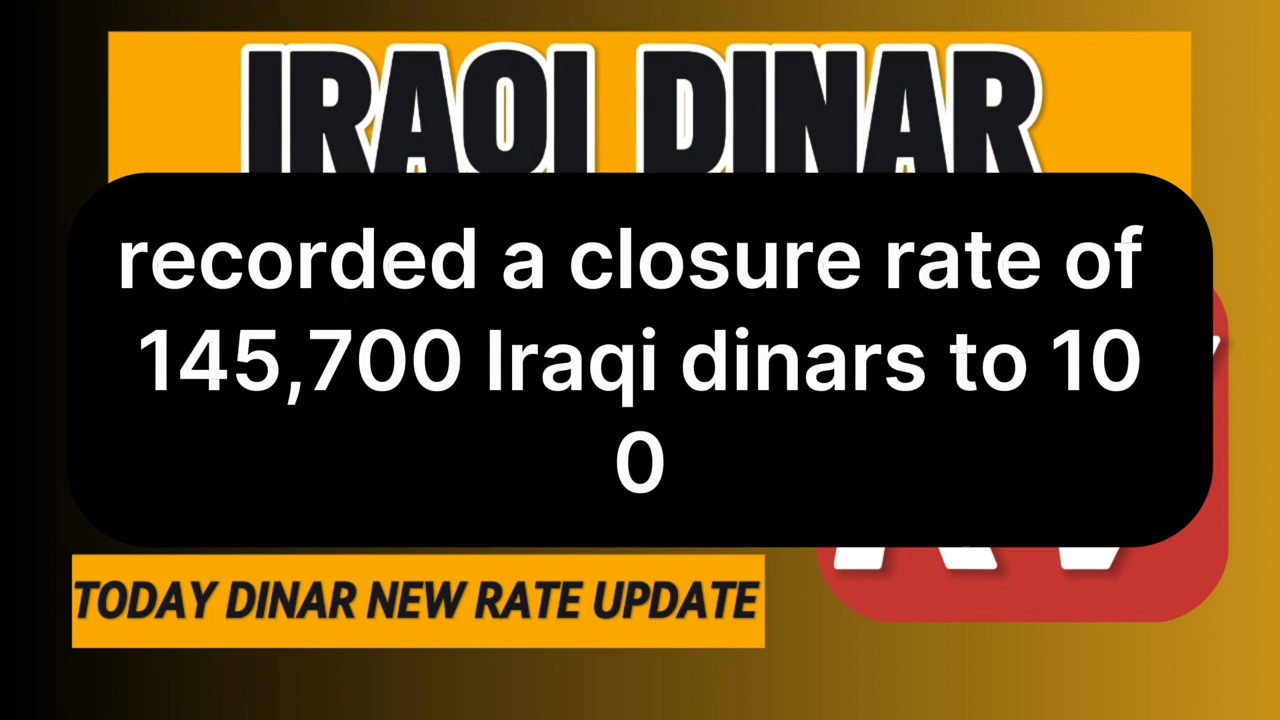 IRAQI DINAR
recorded a closure rate of
145,700 Iraqi dinars to 10
0
TODAY DINAR NEW RATE UPDATE